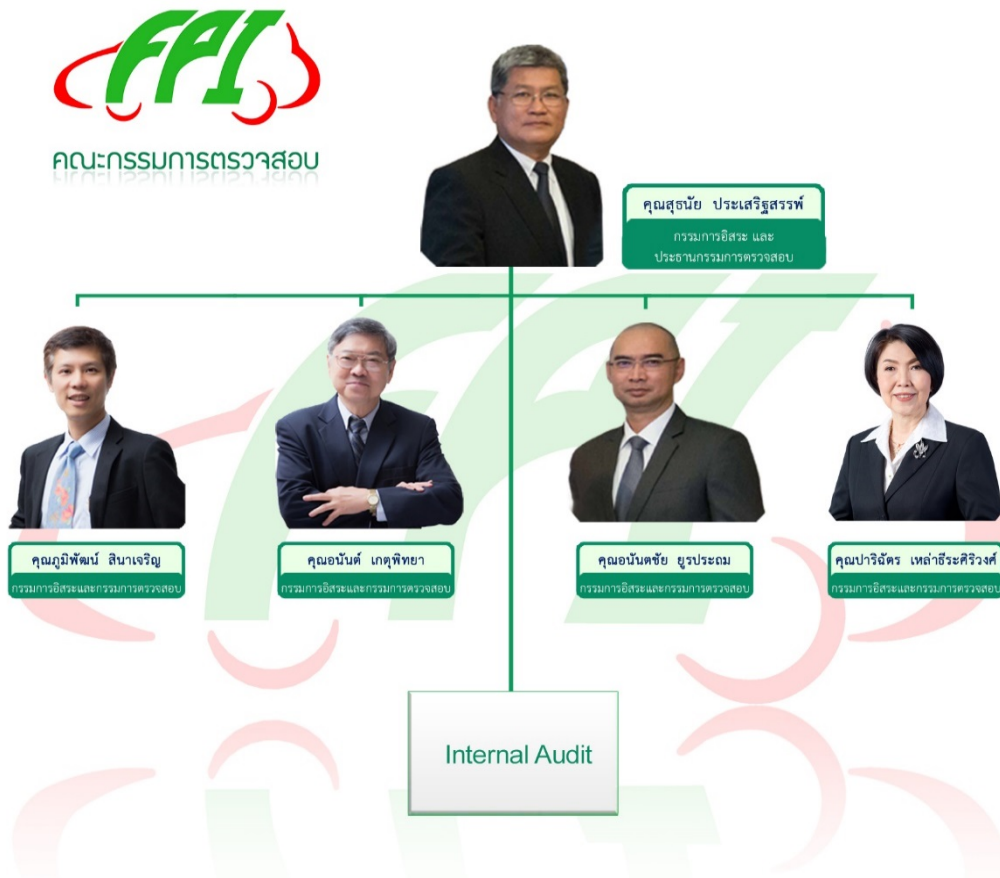 FPI
คณะกรรมการตรวจสอบ
คุณสุธนัย ประเสริฐสรรพ์
กรรมการอิสระ และ
ประธานกรรมการตรวจสอบ
คุณภูมิพัฒน์ สินาเจริญ
กรรมการอิสระและกรรมการตรวจสอบ
คุณอนันต์ เกตุพิทยา
กรรมการอิสระและกรรมการตรวจสอบ
คุณอนันตชัย ยูรประถม
กรรมการอิสระและกรรมการตรวจสอบ
คุณปาริฉัตร เหล่าธีระศิริวงศ์
กรรมการอิสระและกรรมการตรวจสอบ
Internal Audit